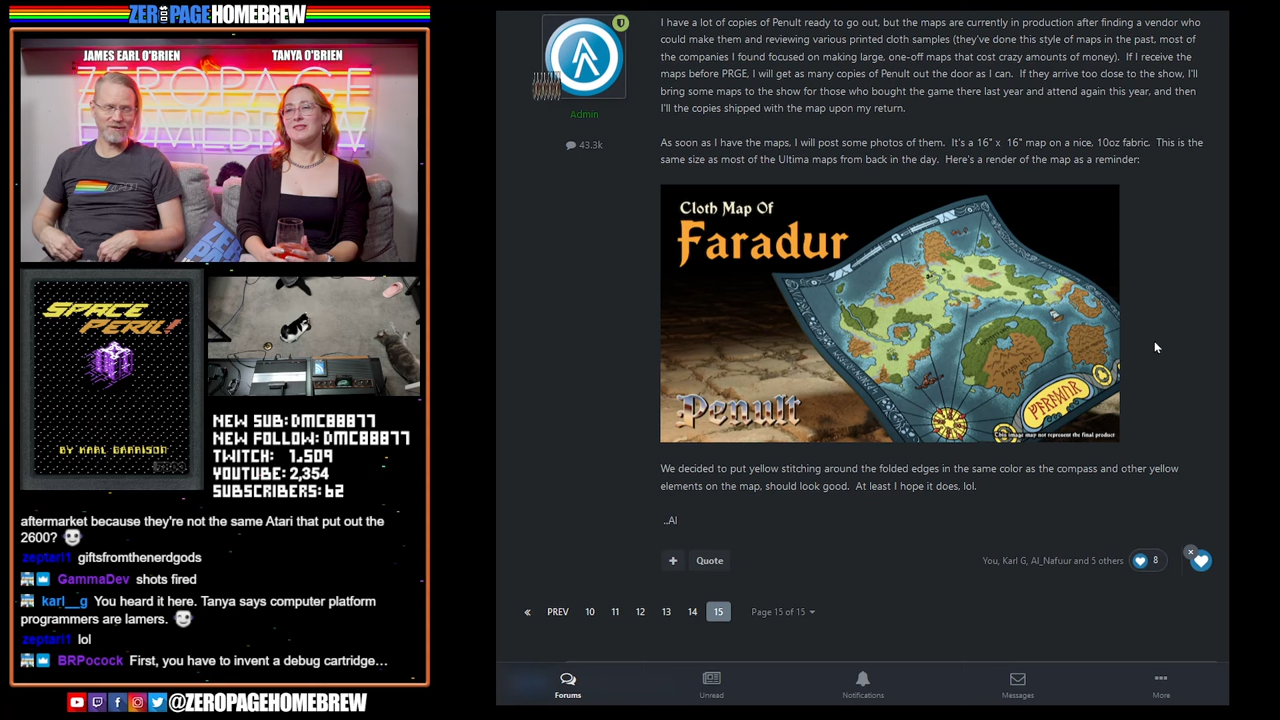 ZEROPAGE HOMEBREW
JAMES EARL O'BRIEN
TANYA O'BRIEN
ZEROPAGE
HOMEBREW
SPACE
PERIL!
BY KARL GARRISON
NEW SUB: DMC88877
NEW FOLLOW: DMC88877
TWITCH: 1,509
YOUTUBE: 2,354
SUBSCRIBERS: 62
aftermarket because they're not the same Atari that put out the
2600?
zeptari1 giftsfromthenerdgods
GammaDev shots fired
karl__g You heard it here. Tanya says computer platform
programmers are lamers.
zeptari1 lol
BRPocock First, you have to invent a debug cartridge…
@ZEROPAGEHOMEBREW
Admin
43.3k
I have a lot of copies of Penult ready to go out, but the maps are currently in production after finding a vendor who
could make them and reviewing various printed cloth samples (they've done this style of maps in the past, most of
the companies I found focused on making large, one-off maps that cost crazy amounts of money). If I receive the
maps before PRGE, I will get as many copies of Penult out the door as I can. If they arrive too close to the show, I'll
bring some maps to the show for those who bought the game there last year and attend again this year, and then
I'll the copies shipped with the map upon my return.
As soon as I have the maps, I will post some photos of them. It's a 16" x 16" map on a nice, 10oz fabric. This is the
same size as most of the Ultima maps from back in the day. Here's a render of the map as a reminder:
Cloth Map Of
Faradur
Penult
This image may not represent the final product
We decided to put yellow stitching around the folded edges in the same color as the compass and other yellow
elements on the map, should look good. At least I hope it does, lol.
..Al
+ Quote
You, Karl G, Al_Nafuur and 5 others 8
« PREV 10 11 12 13 14 15 Page 15 of 15
Forums Unread Notifications Messages More